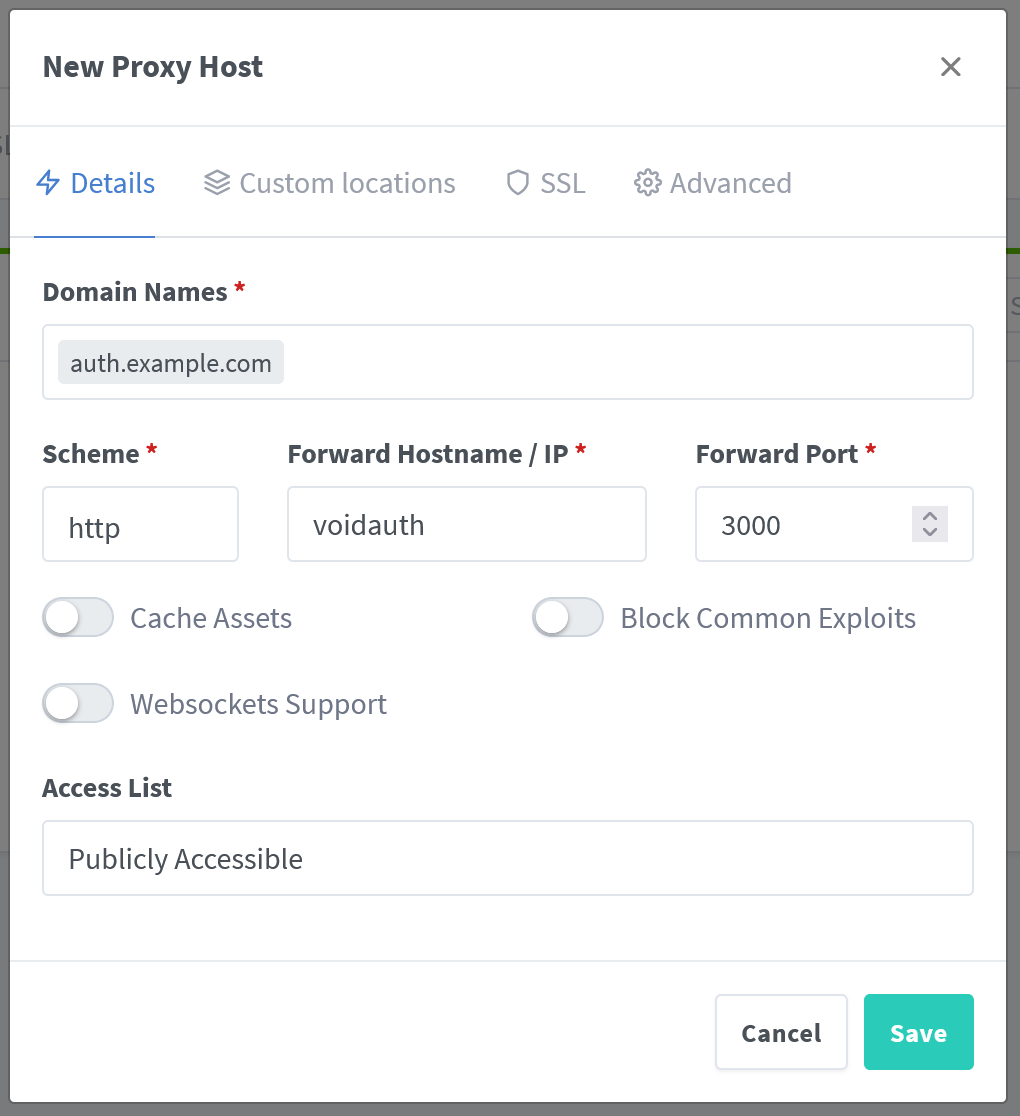 New Proxy Host
Details Custom locations SSL Advanced
Domain Names *
auth.example.com
Scheme * Forward Hostname / IP * Forward Port *
http voidauth 3000
Cache Assets Block Common Exploits
Websockets Support
Access List
Publicly Accessible
Cancel Save